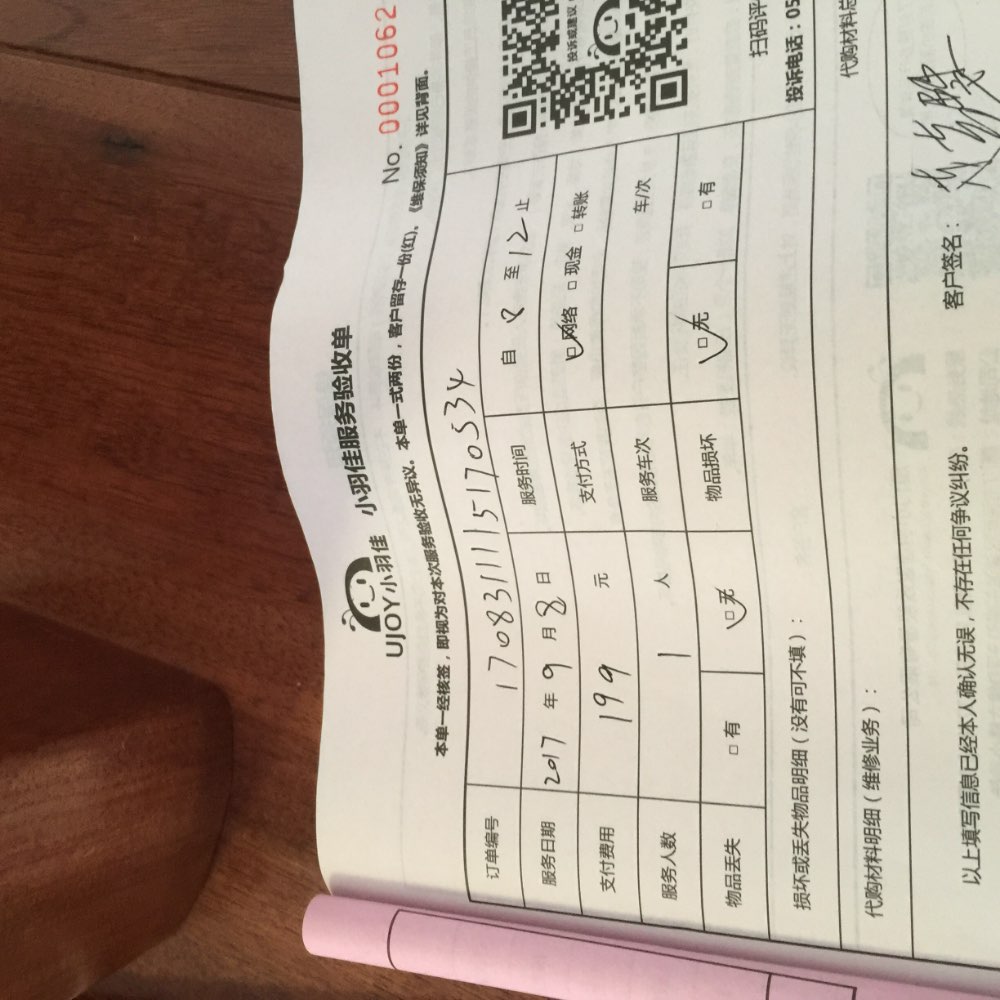 No. 0001062
UJOY小羽佳 小羽佳服务验收单
本单一经核签，即视为对本次服务验收无异议。本单一式两份，客户留存一份(红)、《维保须知》详见背面。
订单编号 1708311115170534
服务日期 2017 年 9 月 8 日 服务时间 自 8 至 12 止
支付费用 199 元 支付方式 网络 现金 转账
服务人数 1 人 服务车次 车/次
物品丢失 有 无 物品损坏 无 有
投诉或建议
扫码评
投诉电话：05
损坏或丢失物品明细（没有可不填）：
代购材料明细（维修业务）： 代购材料总
以上填写信息已经本人确认无误，不存在任何争议纠纷。 客户签名：